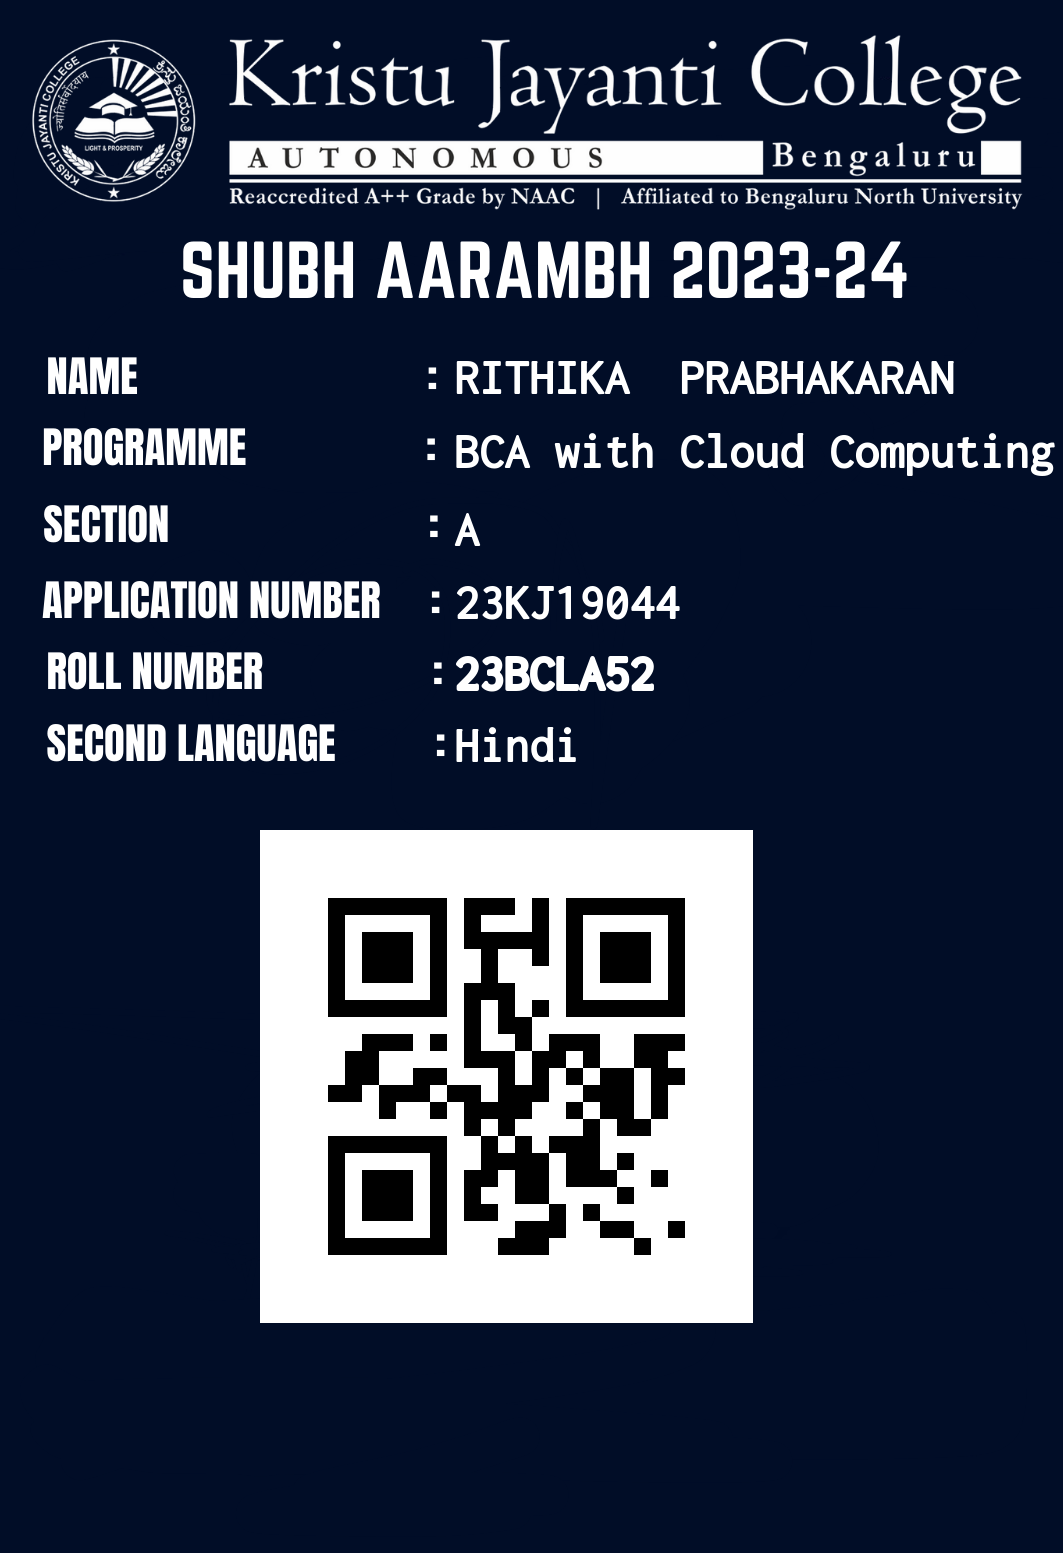 Kristu Jayanti College
AUTONOMOUS Bengaluru
Reaccredited A++ Grade by NAAC | Affiliated to Bengaluru North University
KRISTU JAYANTI COLLEGE
LIGHT & PROSPERITY
SHUBH AARAMBH 2023-24
NAME : RITHIKA PRABHAKARAN
PROGRAMME : BCA with Cloud Computing
SECTION : A
APPLICATION NUMBER : 23KJ19044
ROLL NUMBER : 23BCLA52
SECOND LANGUAGE : Hindi